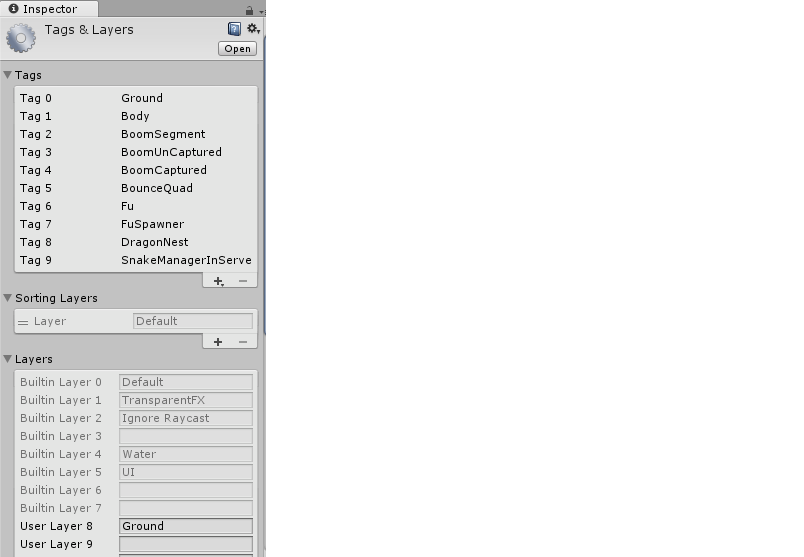 Inspector
Tags & Layers
Open
Tags
Tag 0 Ground
Tag 1 Body
Tag 2 BoomSegment
Tag 3 BoomUnCaptured
Tag 4 BoomCaptured
Tag 5 BounceQuad
Tag 6 Fu
Tag 7 FuSpawner
Tag 8 DragonNest
Tag 9 SnakeManagerInServe
Sorting Layers
Layer Default
Layers
Builtin Layer 0 Default
Builtin Layer 1 TransparentFX
Builtin Layer 2 Ignore Raycast
Builtin Layer 3
Builtin Layer 4 Water
Builtin Layer 5 UI
Builtin Layer 6
Builtin Layer 7
User Layer 8 Ground
User Layer 9